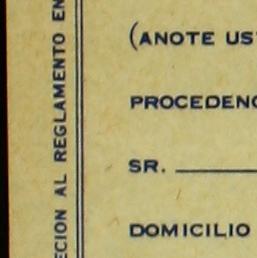 (ANOTE US
PROCEDENC
SR.
DOMICILIO
ECION AL REGLAMENTO EN